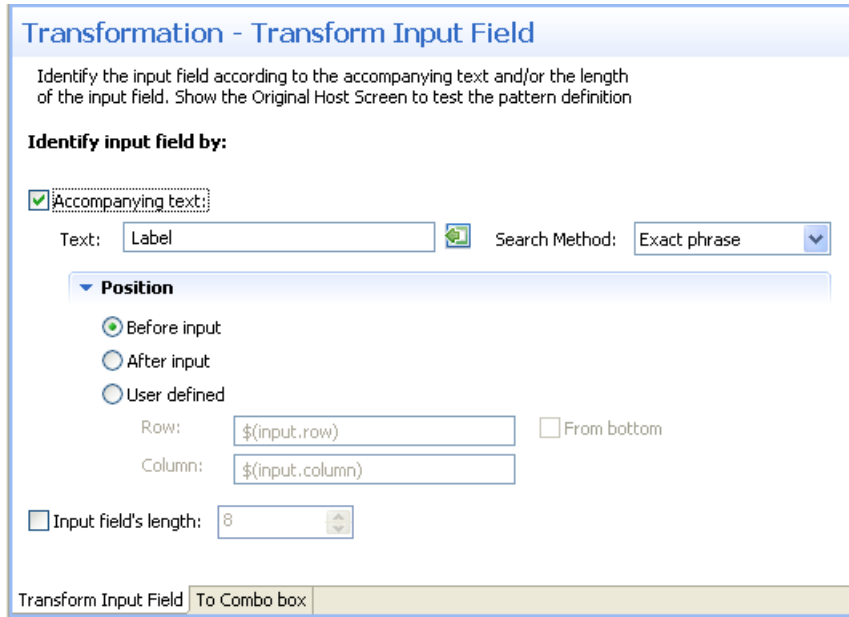 Transformation - Transform Input Field
Identify the input field according to the accompanying text and/or the length
of the input field. Show the Original Host Screen to test the pattern definition
Identify input field by:
Accompanying text:
Text: Label Search Method: Exact phrase
Position
Before input
After input
User defined
Row: $(input.row) From bottom
Column: $(input.column)
Input field's length: 8
Transform Input Field To Combo box